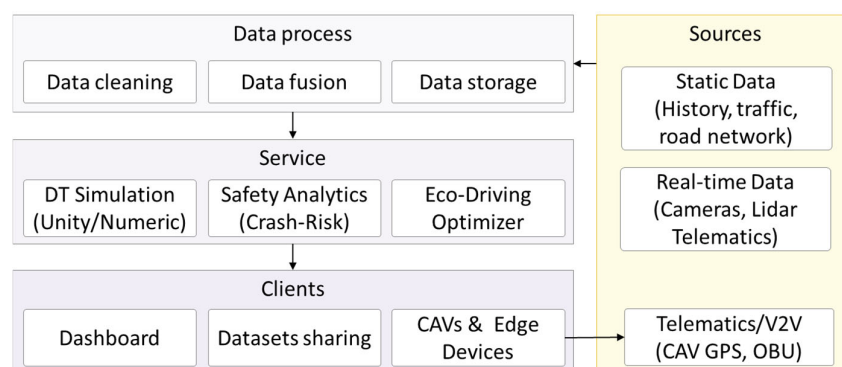 Data process
Data cleaning
Data fusion
Data storage
Service
DT Simulation
(Unity/Numeric)
Safety Analytics
(Crash-Risk)
Eco-Driving
Optimizer
Clients
Dashboard
Datasets sharing
CAVs & Edge
Devices
Sources
Static Data
(History, traffic,
road network)
Real-time Data
(Cameras, Lidar
Telematics)
Telematics/V2V
(CAV GPS, OBU)